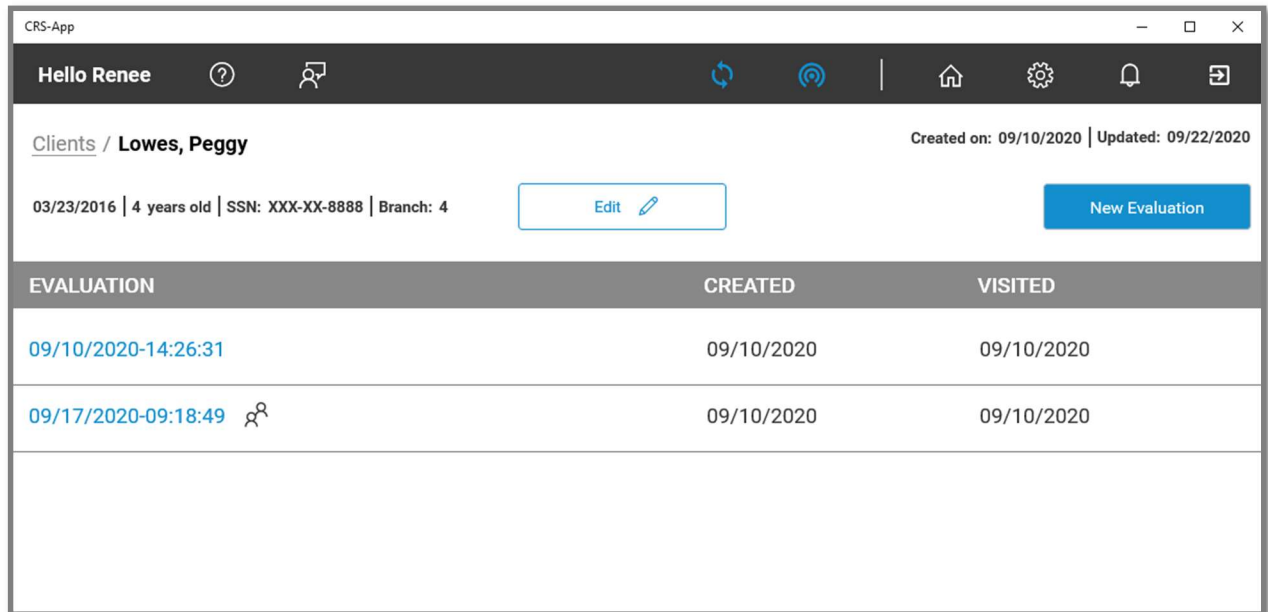 CRS-App
Hello Renee
Clients / Lowes, Peggy
Created on: 09/10/2020 | Updated: 09/22/2020
03/23/2016 | 4 years old | SSN: XXX-XX-8888 | Branch: 4
Edit
New Evaluation
EVALUATION CREATED VISITED
09/10/2020-14:26:31 09/10/2020 09/10/2020
09/17/2020-09:18:49 09/10/2020 09/10/2020